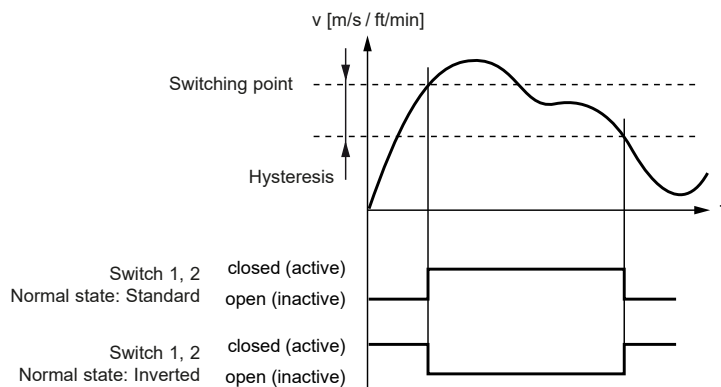 v [m/s / ft/min]
Switching point
Hysteresis
Switch 1, 2
Normal state: Standard
closed (active)
open (inactive)
Switch 1, 2
Normal state: Inverted
closed (active)
open (inactive)